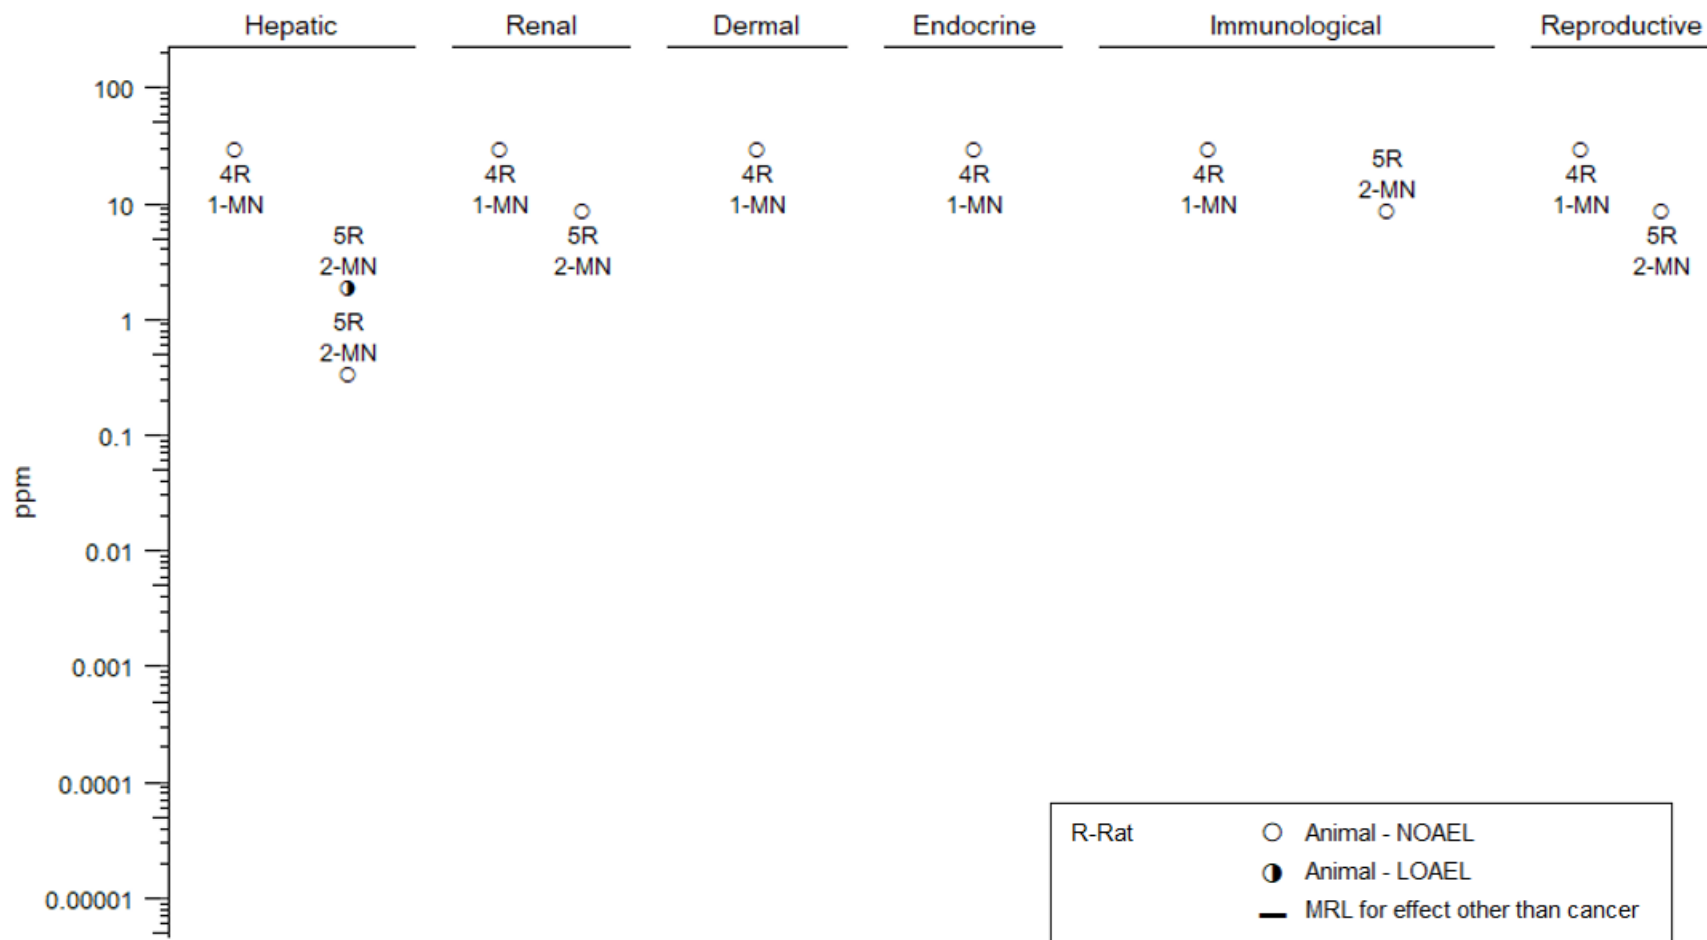 Hepatic Renal Dermal Endocrine Immunological Reproductive
100
4R 4R 4R 4R 4R 5R 4R
1-MN 1-MN 1-MN 1-MN 1-MN 2-MN 1-MN
10
5R 5R 5R
2-MN 2-MN 2-MN
1
5R
2-MN
0.1
ppm
0.01
0.001
0.0001
0.00001
R-Rat
Animal - NOAEL
Animal - LOAEL
MRL for effect other than cancer